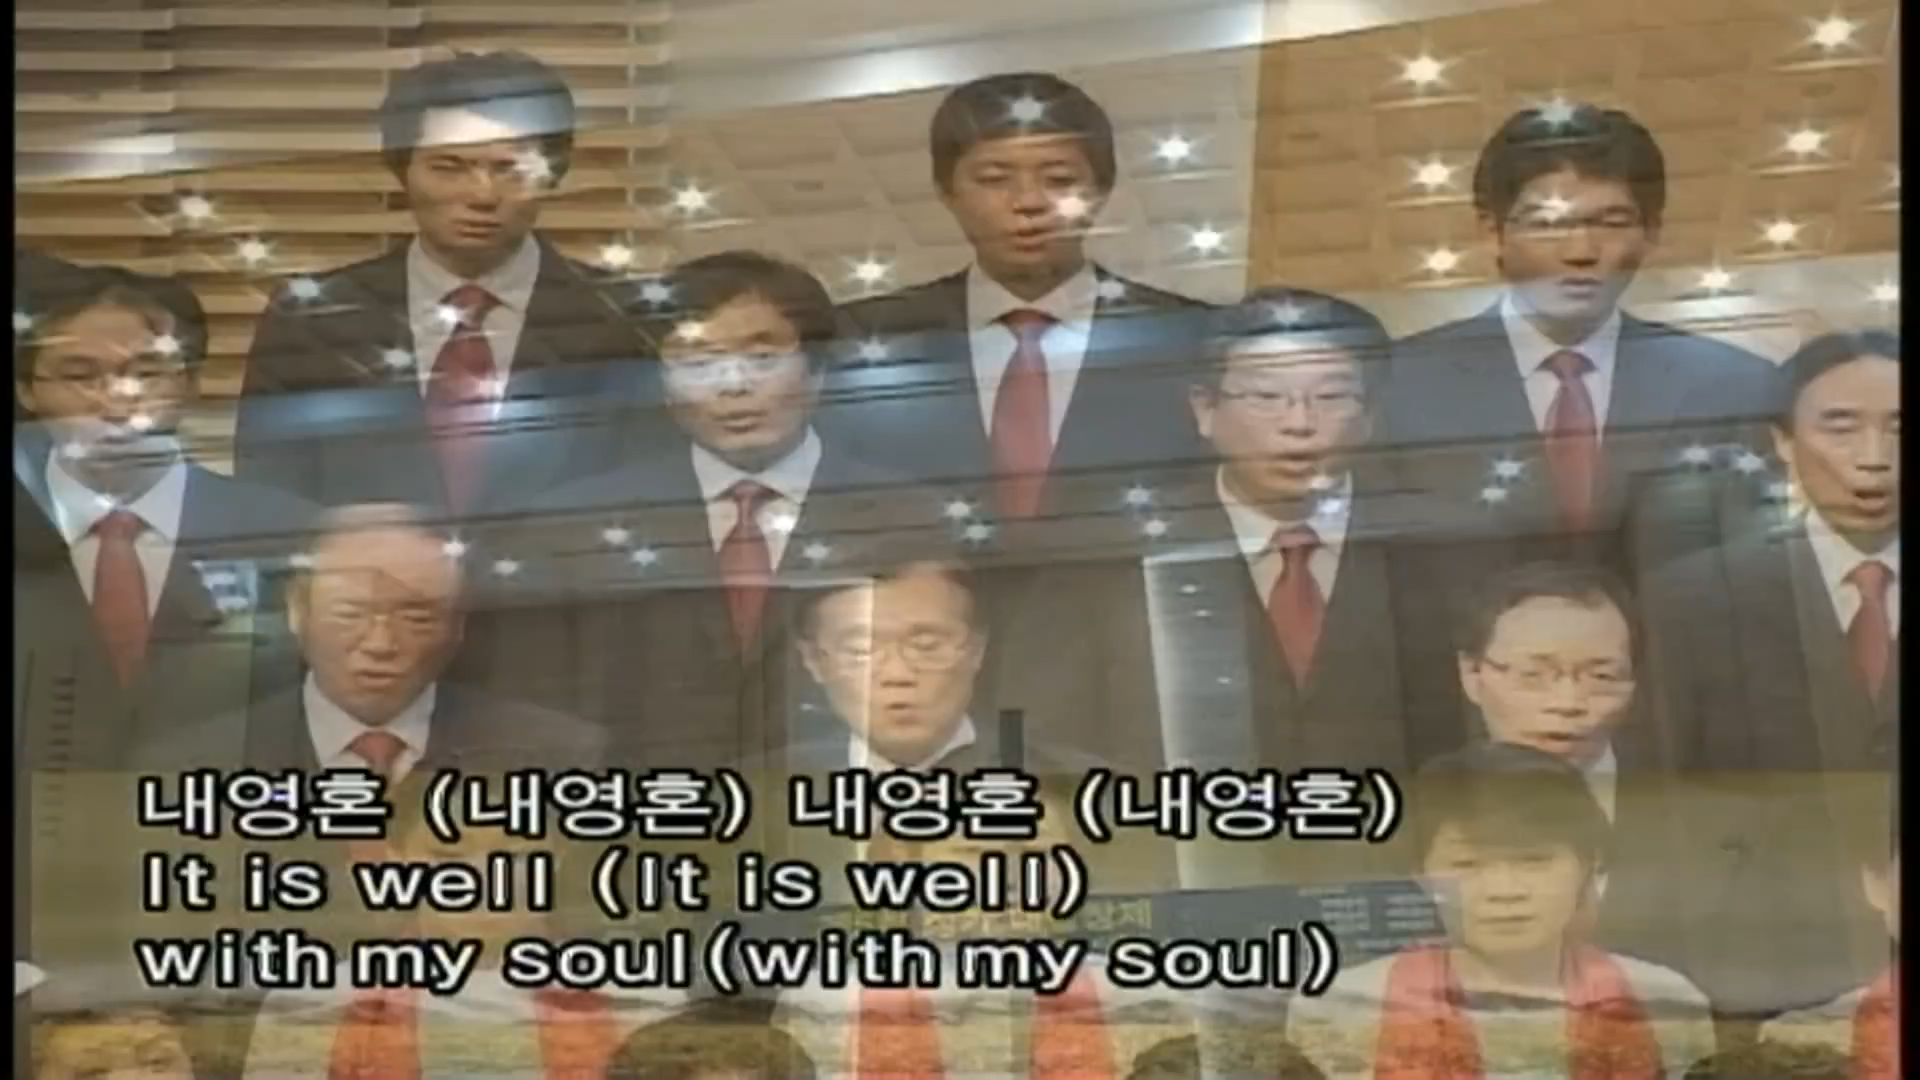 내영혼 (내영혼) 내영혼 (내영혼)
It is well (It is well)
with my soul(with my soul)